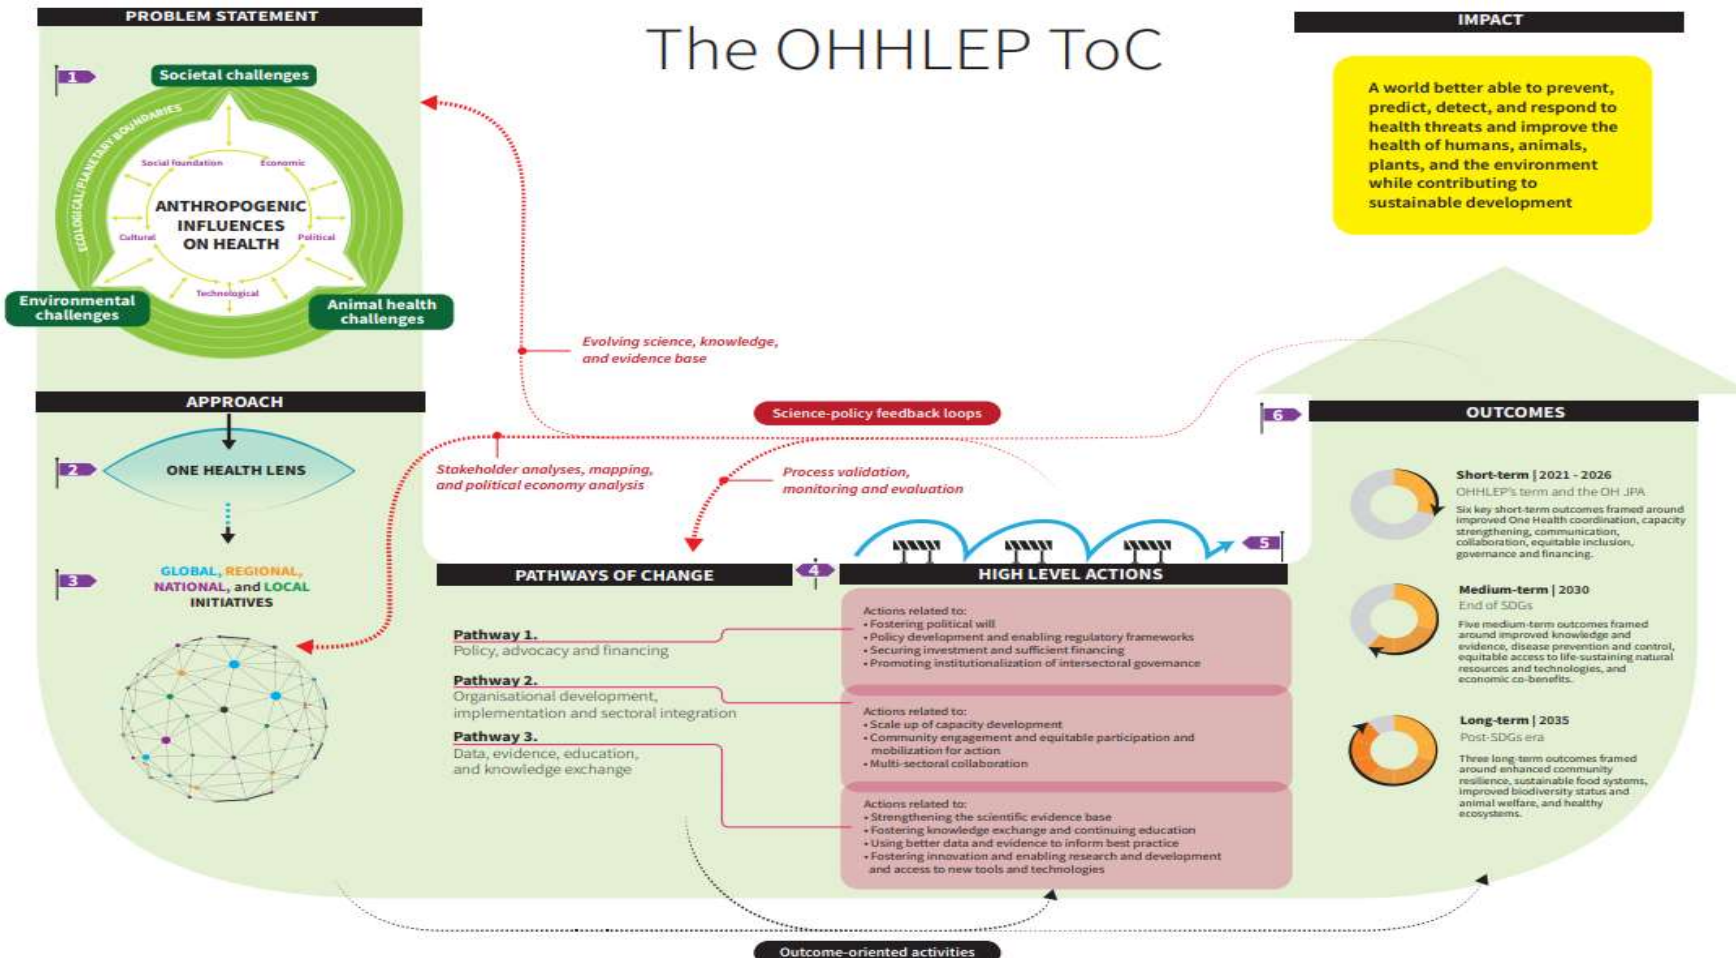 The OHHLEP ToC
PROBLEM STATEMENT
1
Societal challenges
ECOLOGICAL/PLANETARY BOUNDARIES
Social foundation
Economic
ANTHROPOGENIC
INFLUENCES
ON HEALTH
Cultural
Political
Technological
Environmental
challenges
Animal health
challenges
APPROACH
2
ONE HEALTH LENS
3
GLOBAL, REGIONAL,
NATIONAL, and LOCAL
INITIATIVES
Evolving science, knowledge,
and evidence base
Science-policy feedback loops
Stakeholder analyses, mapping,
and political economy analysis
Process validation,
monitoring and evaluation
PATHWAYS OF CHANGE
Pathway 1.
Policy, advocacy and financing
Pathway 2.
Organisational development,
implementation and sectoral integration
Pathway 3.
Data, evidence, education,
and knowledge exchange
4
5
HIGH LEVEL ACTIONS
Actions related to:
• Fostering political will
• Policy development and enabling regulatory frameworks
• Securing investment and sufficient financing
• Promoting institutionalization of intersectoral governance
Actions related to:
• Scale up of capacity development
• Community engagement and equitable participation and
mobilization for action
• Multi-sectoral collaboration
Actions related to:
• Strengthening the scientific evidence base
• Fostering knowledge exchange and continuing education
• Using better data and evidence to inform best practice
• Fostering innovation and enabling research and development
and access to new tools and technologies
Outcome-oriented activities
IMPACT
A world better able to prevent,
predict, detect, and respond to
health threats and improve the
health of humans, animals,
plants, and the environment
while contributing to
sustainable development
6
OUTCOMES
Short-term | 2021 - 2026
OHHLEP's term and the OH JPA
Six key short-term outcomes framed around
improved One Health coordination, capacity
strengthening, communication,
collaboration, equitable inclusion,
governance and financing.
Medium-term | 2030
End of SDGs
Five medium-term outcomes framed
around improved knowledge and
evidence, disease prevention and control,
equitable access to life-sustaining natural
resources and technologies, and
economic co-benefits.
Long-term | 2035
Post-SDGs era
Three long-term outcomes framed
around enhanced community
resilience, sustainable food systems,
improved biodiversity status and
animal welfare, and healthy
ecosystems.